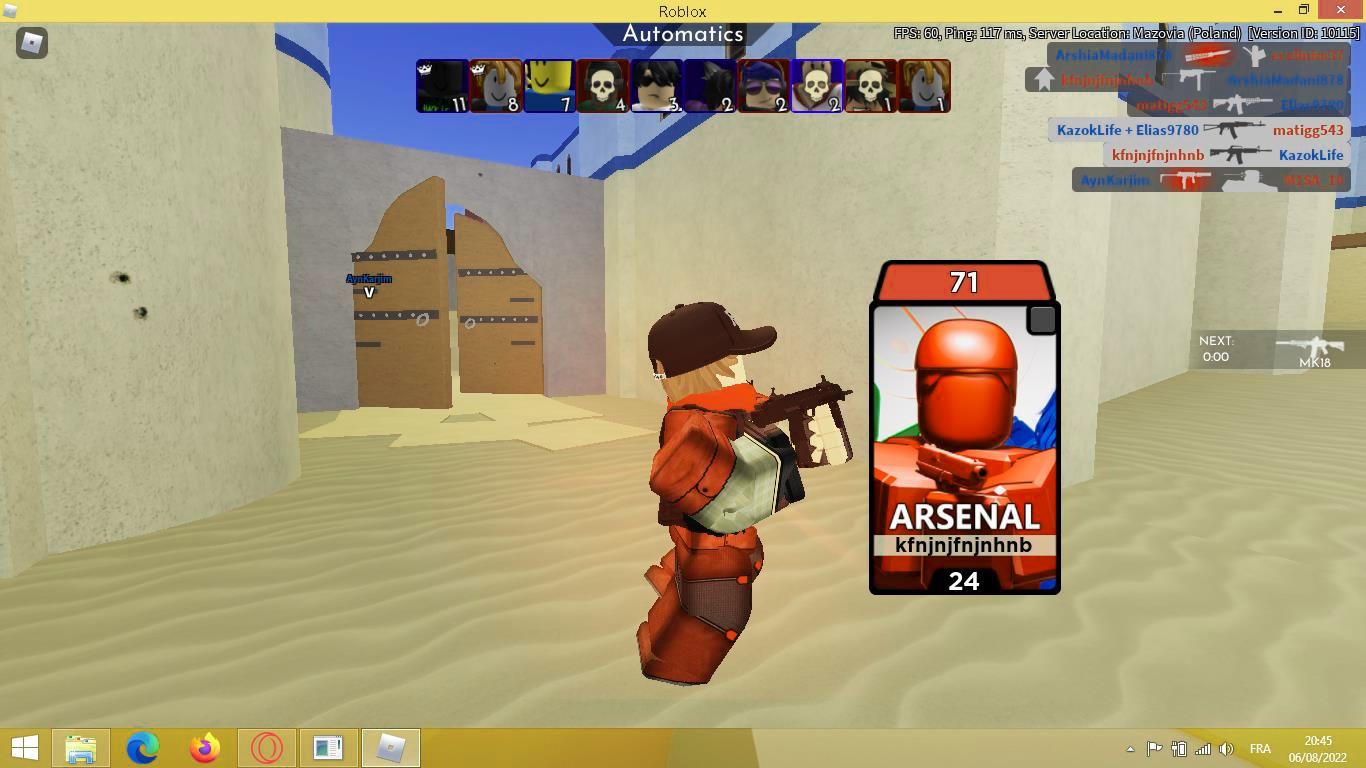 Roblox
Automatics
FPS: 60, Ping: 117 ms, Server Location: Mazovia (Poland) [Version ID: 10115]
11 8 7 4 3 2 2 2 1 1
ArshiaMadani878
kfnjnjfnjnhnb ArshiaMadani878
matigg543 Elias9780
KazokLife + Elias9780 matigg543
kfnjnjfnjnhnb KazokLife
AynKarjim MISA_10
AynKarjim
V
71
NEXT:
0:00
MK18
ARSENAL
kfnjnjfnjnhnb
24
FRA
20:45
06/08/2022